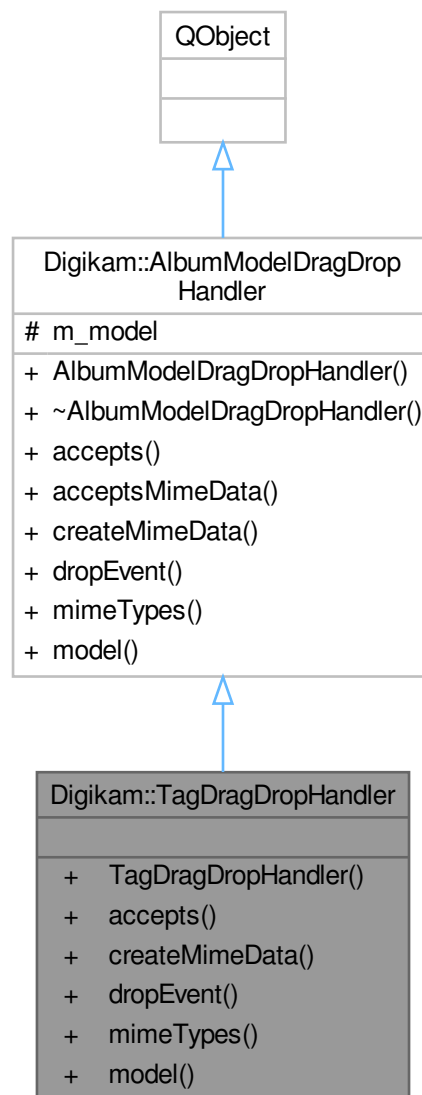 QObject
Digikam::AlbumModelDragDrop
Handler
# m_model
+ AlbumModelDragDropHandler()
+ ~AlbumModelDragDropHandler()
+ accepts()
+ acceptsMimeData()
+ createMimeData()
+ dropEvent()
+ mimeTypes()
+ model()
Digikam::TagDragDropHandler
+ TagDragDropHandler()
+ accepts()
+ createMimeData()
+ dropEvent()
+ mimeTypes()
+ model()